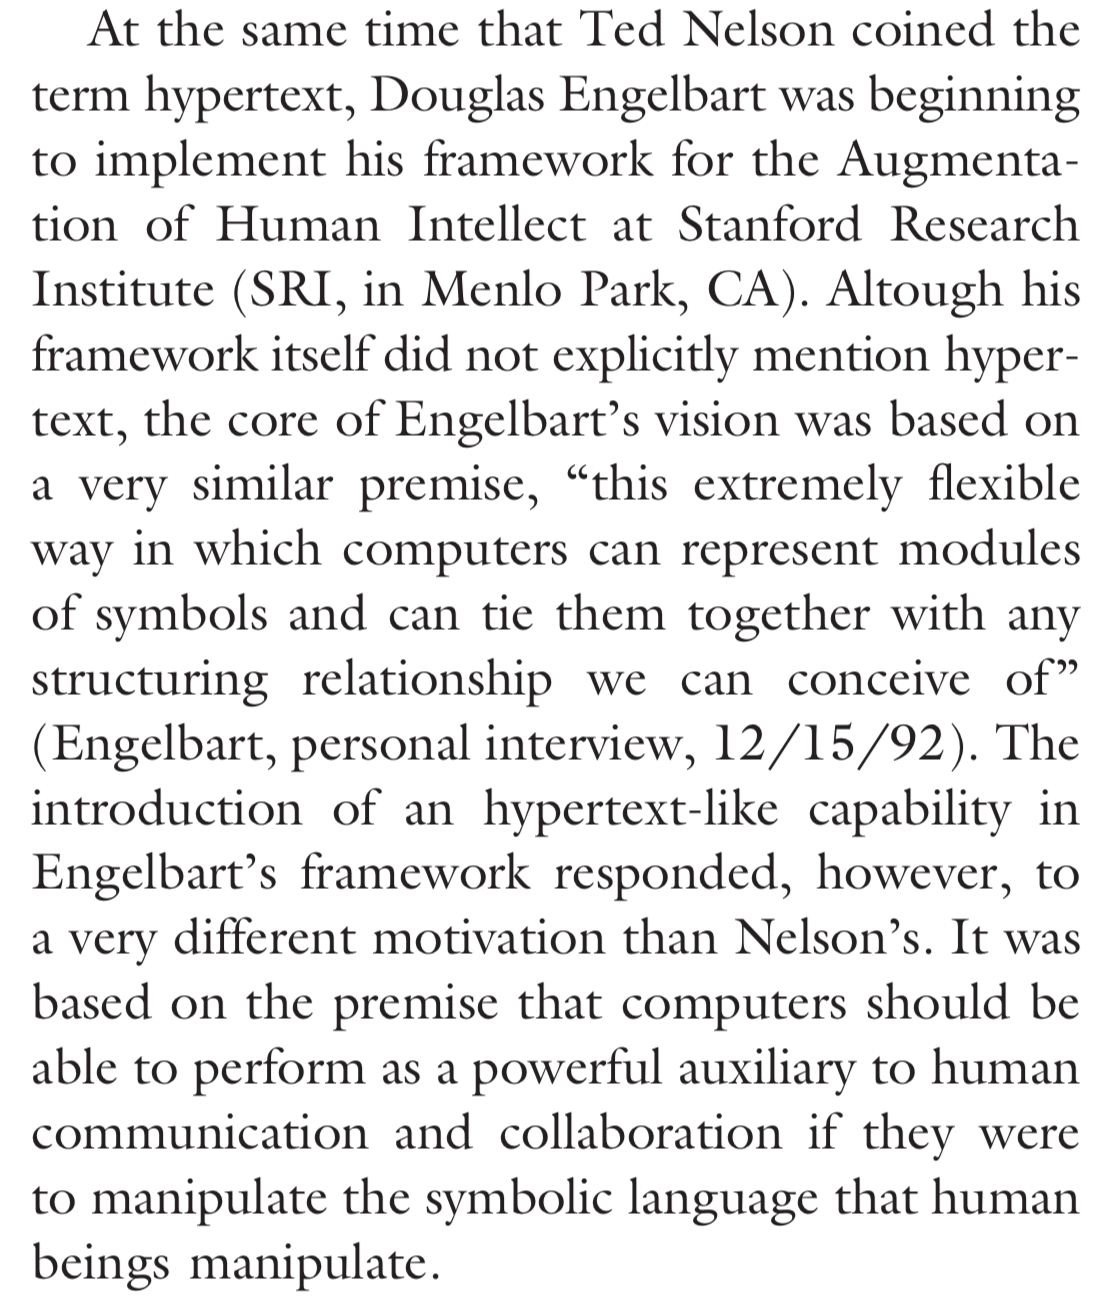 At the same time that Ted Nelson coined the
term hypertext, Douglas Engelbart was beginning
to implement his framework for the Augmenta-
tion of Human Intellect at Stanford Research
Institute (SRI, in Menlo Park, CA). Altough his
framework itself did not explicitly mention hyper-
text, the core of Engelbart’s vision was based on
a very similar premise, “this extremely flexible
way in which computers can represent modules
of symbols and can tie them together with any
structuring relationship we can conceive of”
(Engelbart, personal interview, 12/15/92). The
introduction of an hypertext-like capability in
Engelbart’s framework responded, however, to
a very different motivation than Nelson’s. It was
based on the premise that computers should be
able to perform as a powerful auxiliary to human
communication and collaboration if they were
to manipulate the symbolic language that human
beings manipulate.